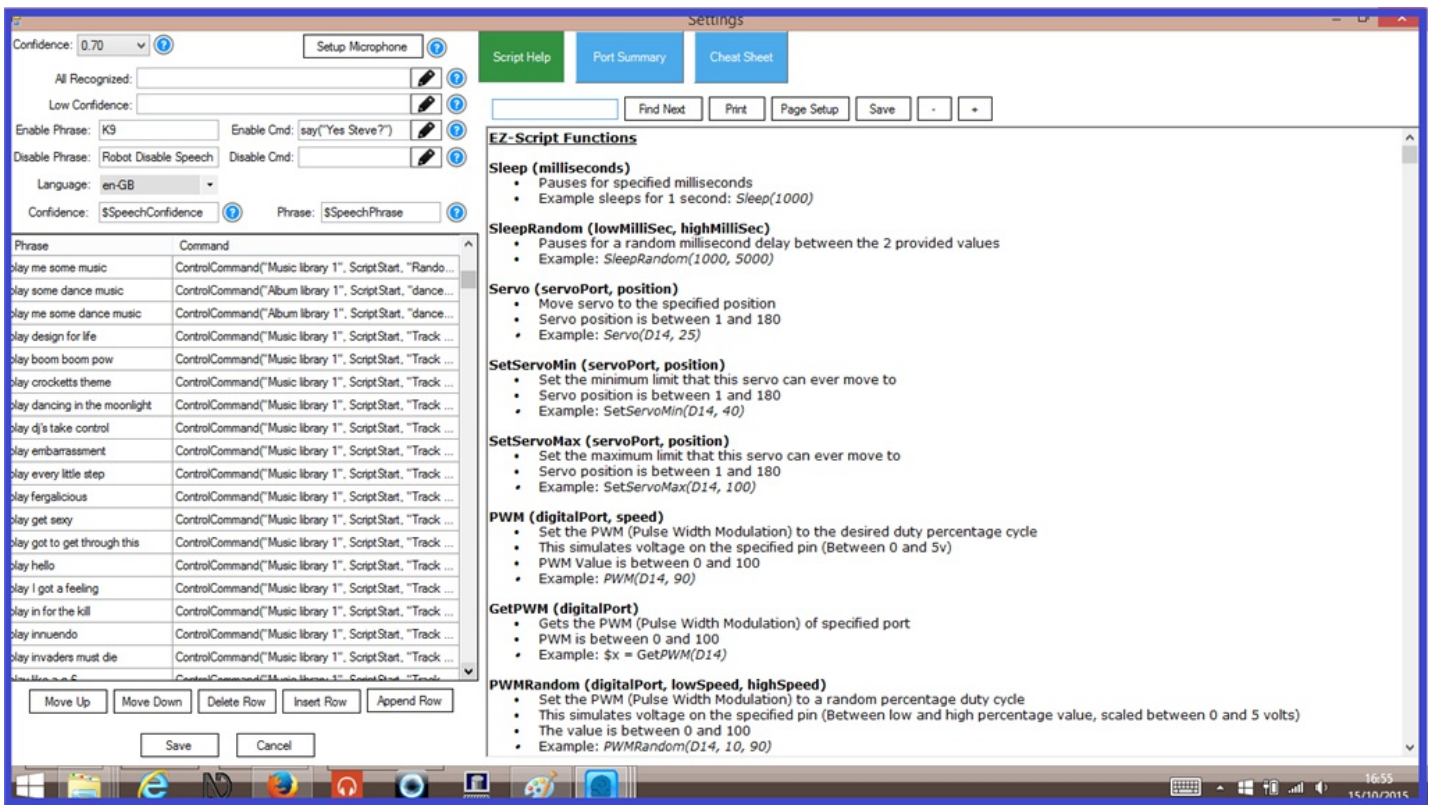 Settings
Confidence: 0.70
Setup Microphone
All Recognized:
Low Confidence:
Enable Phrase: K9 Enable Cmd: say("Yes Steve?")
Disable Phrase: Robot Disable Speech Disable Cmd:
Language: en-GB
Confidence: $SpeechConfidence Phrase: $SpeechPhrase
Phrase Command
play me some music ControlCommand("Music library 1", ScriptStart, "Rando...
play some dance music ControlCommand("Album library 1", ScriptStart, "dance...
play me some dance music ControlCommand("Album library 1", ScriptStart, "dance...
play design for life ControlCommand("Music library 1", ScriptStart, "Track ...
play boom boom pow ControlCommand("Music library 1", ScriptStart, "Track ...
play crocketts theme ControlCommand("Music library 1", ScriptStart, "Track ...
play dancing in the moonlight ControlCommand("Music library 1", ScriptStart, "Track ...
play dj's take control ControlCommand("Music library 1", ScriptStart, "Track ...
play embarrassment ControlCommand("Music library 1", ScriptStart, "Track ...
play every little step ControlCommand("Music library 1", ScriptStart, "Track ...
play fergalicious ControlCommand("Music library 1", ScriptStart, "Track ...
play get sexy ControlCommand("Music library 1", ScriptStart, "Track ...
play got to get through this ControlCommand("Music library 1", ScriptStart, "Track ...
play hello ControlCommand("Music library 1", ScriptStart, "Track ...
play I got a feeling ControlCommand("Music library 1", ScriptStart, "Track ...
play in for the kill ControlCommand("Music library 1", ScriptStart, "Track ...
play innuendo ControlCommand("Music library 1", ScriptStart, "Track ...
play invaders must die ControlCommand("Music library 1", ScriptStart, "Track ...
Move Up Move Down Delete Row Insert Row Append Row
Save Cancel
Script Help Port Summary Cheat Sheet
Find Next Print Page Setup Save - +
EZ-Script Functions
Sleep (milliseconds)
• Pauses for specified milliseconds
• Example sleeps for 1 second: Sleep(1000)
SleepRandom (lowMilliSec, highMilliSec)
• Pauses for a random millisecond delay between the 2 provided values
• Example: SleepRandom(1000, 5000)
Servo (servoPort, position)
• Move servo to the specified position
• Servo position is between 1 and 180
• Example: Servo(D14, 25)
SetServoMin (servoPort, position)
• Set the minimum limit that this servo can ever move to
• Servo position is between 1 and 180
• Example: SetServoMin(D14, 40)
SetServoMax (servoPort, position)
• Set the maximum limit that this servo can ever move to
• Servo position is between 1 and 180
• Example: SetServoMax(D14, 100)
PWM (digitalPort, speed)
• Set the PWM (Pulse Width Modulation) to the desired duty percentage cycle
• This simulates voltage on the specified pin (Between 0 and 5v)
• PWM Value is between 0 and 100
• Example: PWM(D14, 90)
GetPWM (digitalPort)
• Gets the PWM (Pulse Width Modulation) of specified port
• PWM is between 0 and 100
• Example: $x = GetPWM(D14)
PWMRandom (digitalPort, lowSpeed, highSpeed)
• Set the PWM (Pulse Width Modulation) to a random percentage duty cycle
• This simulates voltage on the specified pin (Between low and high percentage value, scaled between 0 and 5 volts)
• The value is between 0 and 100
• Example: PWMRandom(D14, 10, 90)
16:55
15/10/2015